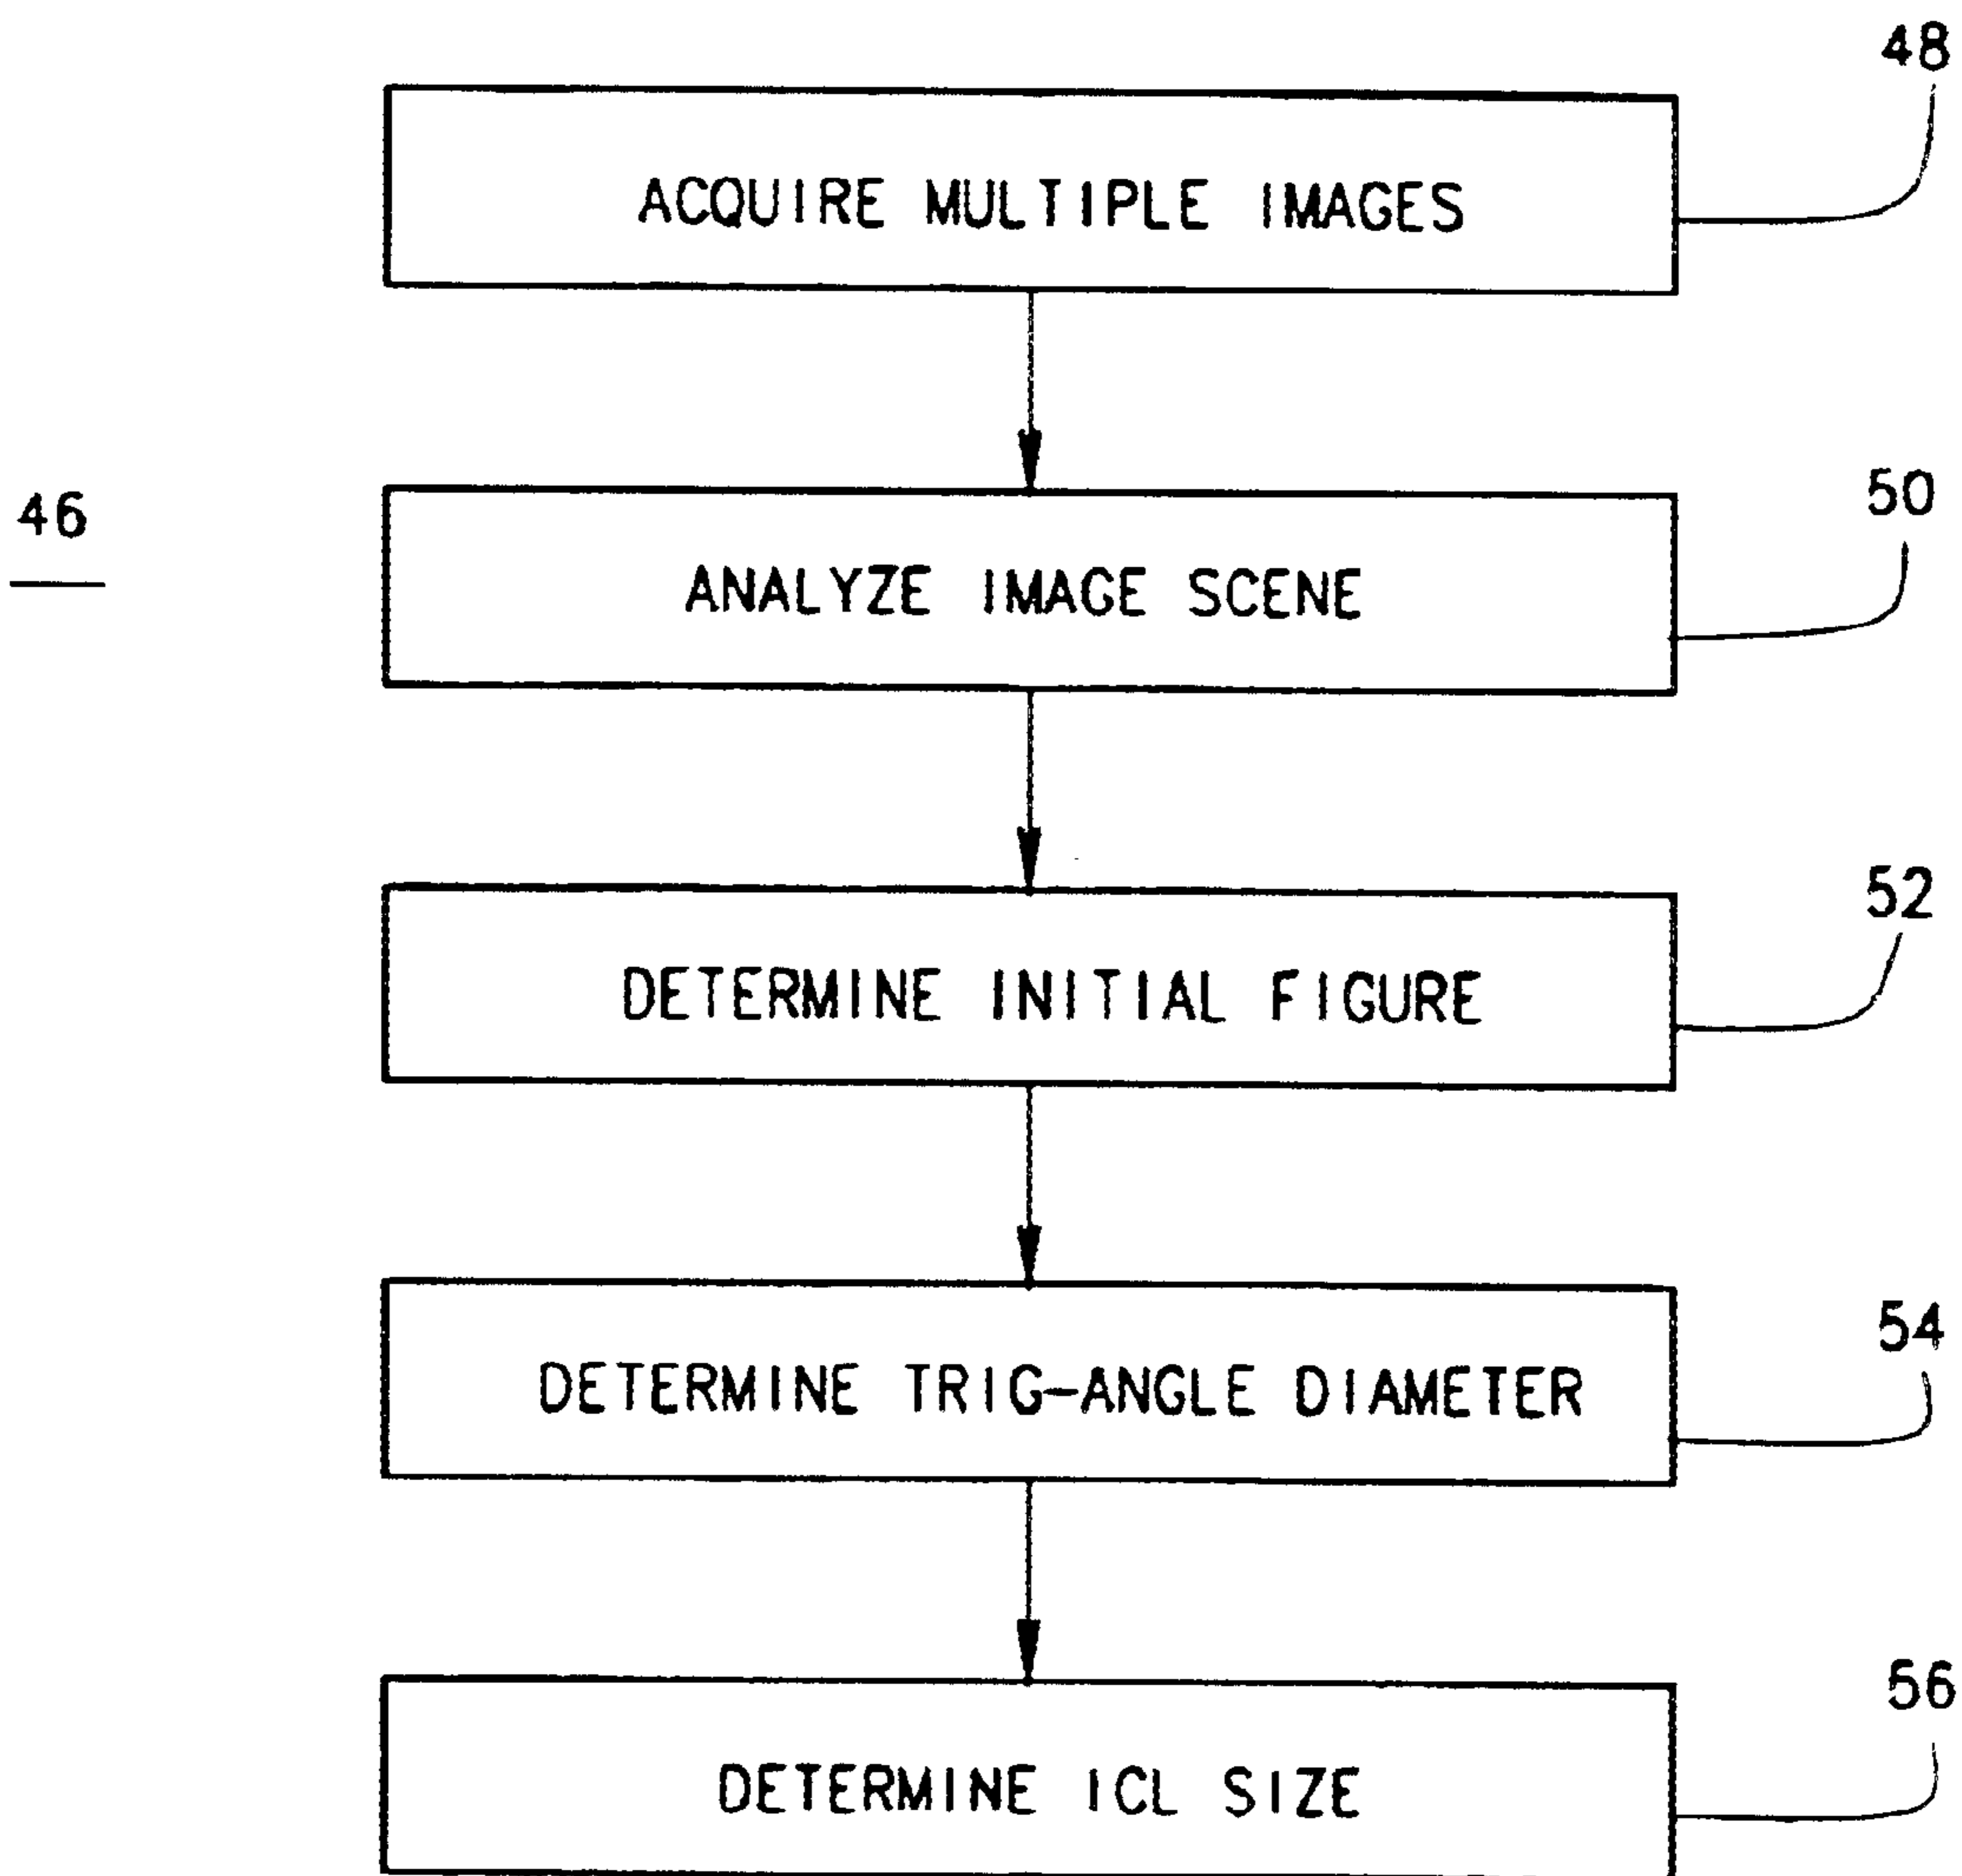 48
ACQUIRE MULTIPLE IMAGES
46
50
ANALYZE IMAGE SCENE
52
DETERMINE INITIAL FIGURE
54
DETERMINE TRIG-ANGLE DIAMETER
56
DETERMINE ICL SIZE